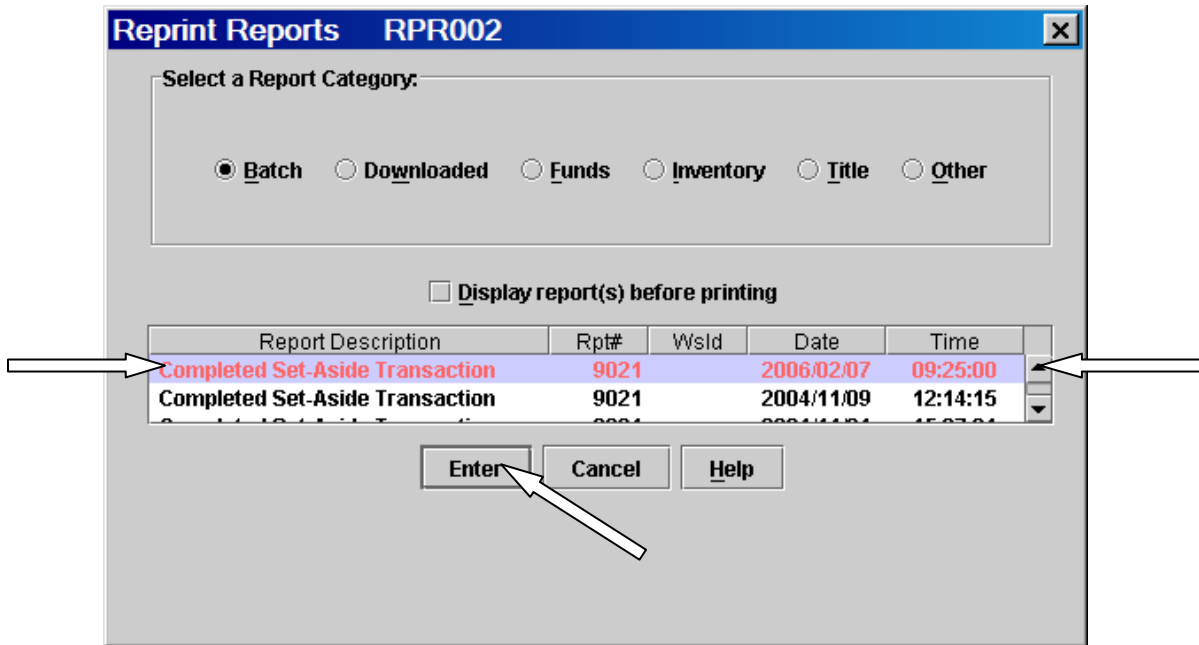 Reprint Reports RPR002
Select a Report Category:
Batch Downloaded Funds Inventory Title Other
Display report(s) before printing
Report Description Rpt# WsId Date Time
Completed Set-Aside Transaction 9021 2006/02/07 09:25:00
Completed Set-Aside Transaction 9021 2004/11/09 12:14:15
Enter Cancel Help